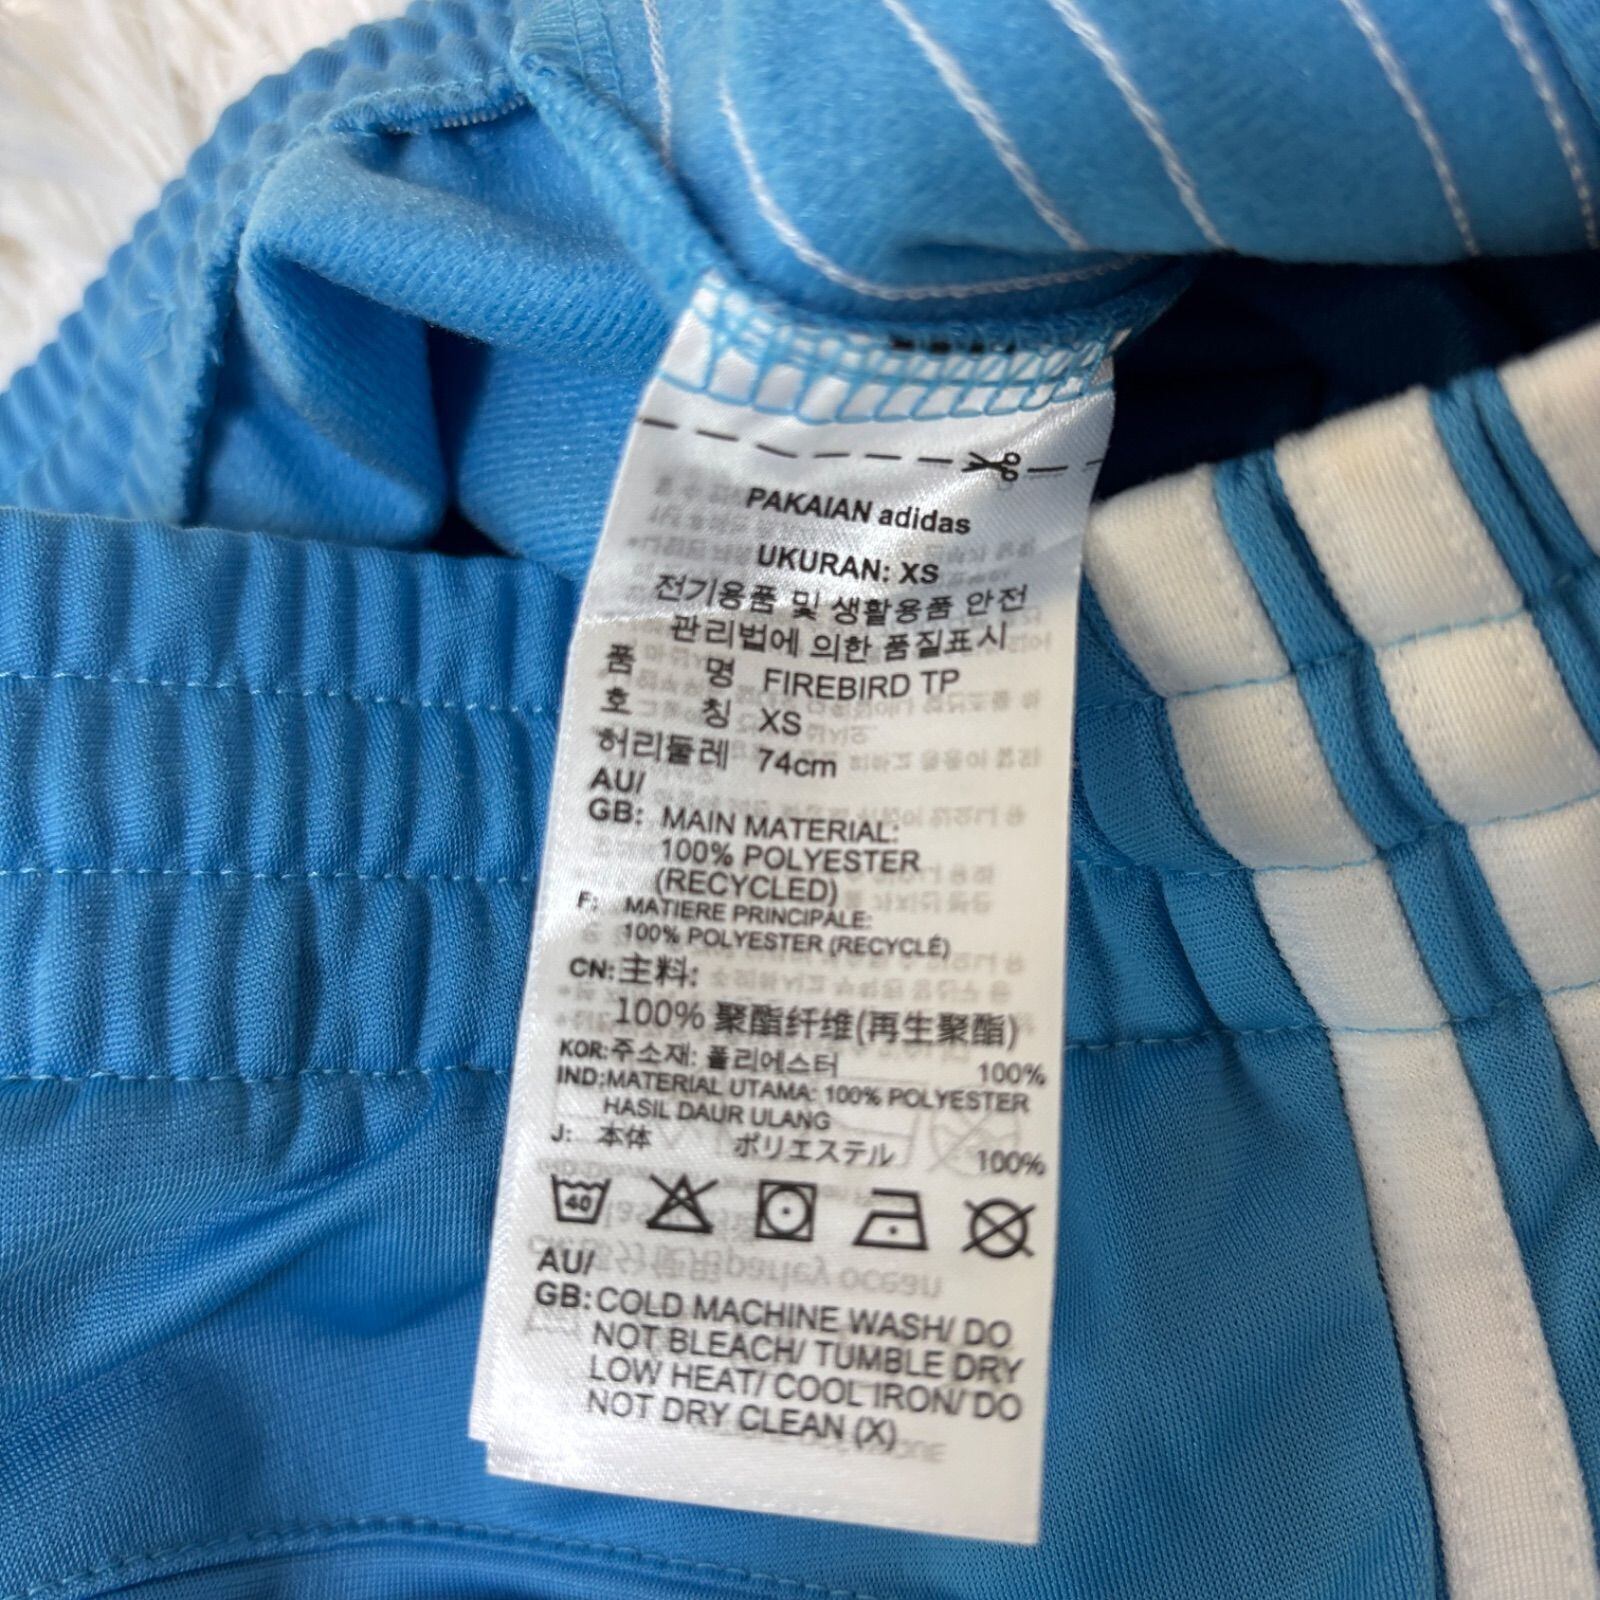 PAKAIAN adidas
UKURAN: XS
전기용품 및 생활용품 안전
관리법에 의한 품질표시
품 명 FIREBIRD TP
호 칭 XS
허리둘레 74cm
AU/
GB: MAIN MATERIAL:
100% POLYESTER
(RECYCLED)
F: MATIERE PRINCIPALE:
100% POLYESTER (RECYCLÉ)
CN:主料:
100% 聚酯纤维(再生聚酯)
KOR:주소재: 폴리에스터 100%
IND:MATERIAL UTAMA: 100% POLYESTER
HASIL DAUR ULANG
J: 本体 ポリエステル 100%
40
AU/
GB: COLD MACHINE WASH/ DO
NOT BLEACH/ TUMBLE DRY
LOW HEAT/ COOL IRON/ DO
NOT DRY CLEAN (X)